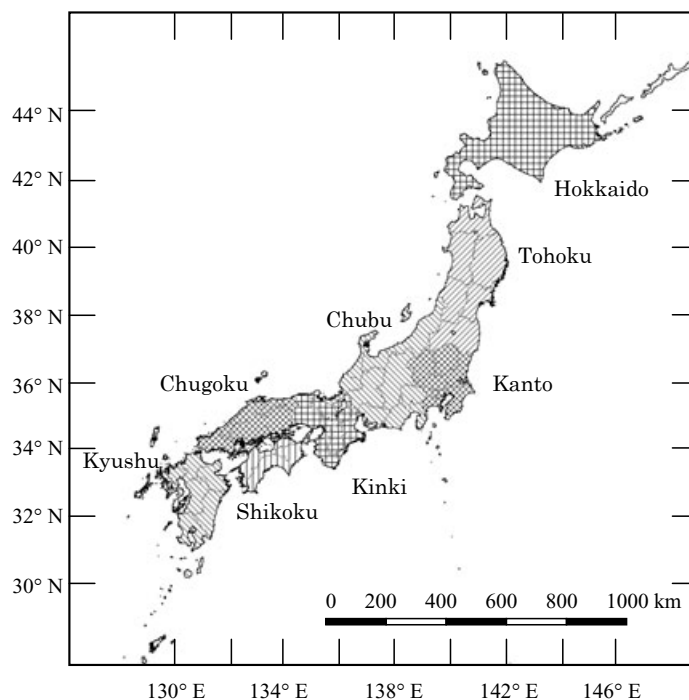 44° N
42° N
Hokkaido
40° N
Tohoku
38° N
Chubu
36° N
Chugoku
Kanto
34° N
Kyushu
Kinki
Shikoku
32° N
30° N
0 200 400 600 800 1000 km
130° E 134° E 138° E 142° E 146° E